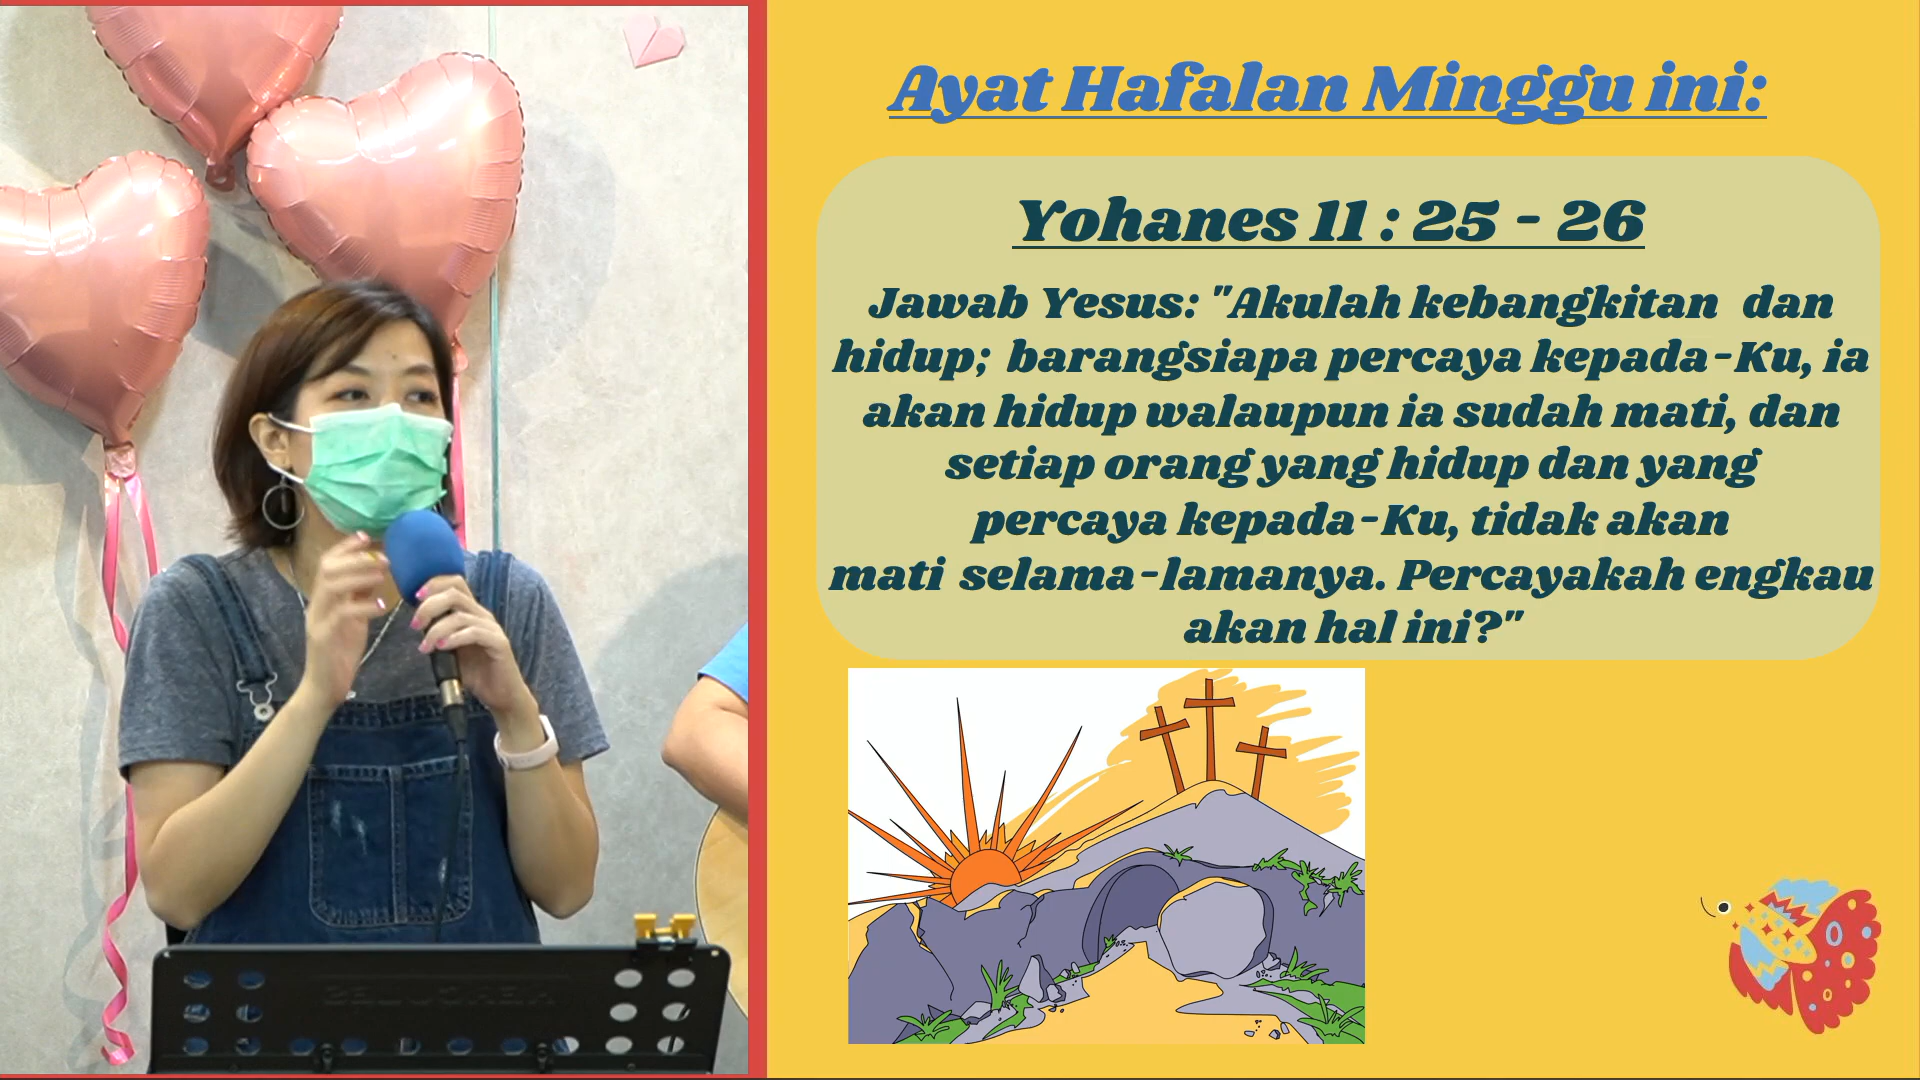 Ayat Hafalan Minggu ini:
Yohanes 11 : 25 - 26
Jawab Yesus: "Akulah kebangkitan dan
hidup; barangsiapa percaya kepada-Ku, ia
akan hidup walaupun ia sudah mati, dan
setiap orang yang hidup dan yang
percaya kepada-Ku, tidak akan
mati selama-lamanya. Percayakah engkau
akan hal ini?"